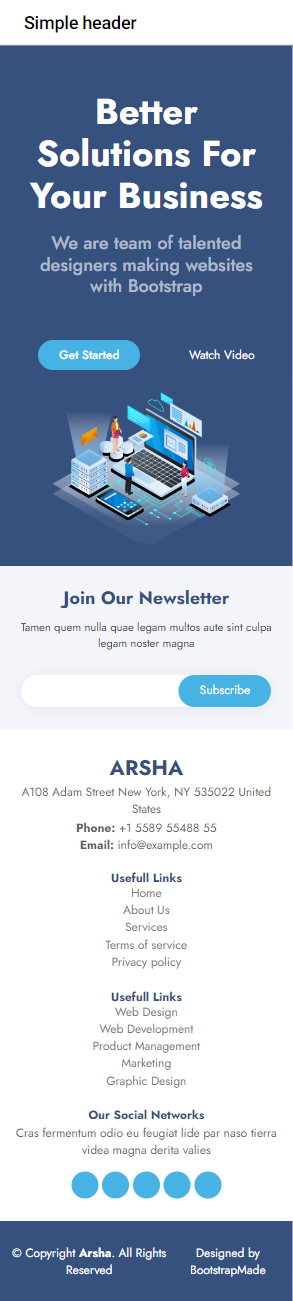 Simple header
Better
Solutions For
Your Business
We are team of talented
designers making websites
with Bootstrap
Get Started
Watch Video
Join Our Newsletter
Tamen quem nulla quae legam multos aute sint culpa
legam noster magna
Subscribe
ARSHA
A108 Adam Street New York, NY 535022 United
States
Phone: +1 5589 55488 55
Email: info@example.com
Usefull Links
Home
About Us
Services
Terms of service
Privacy policy
Usefull Links
Web Design
Web Development
Product Management
Marketing
Graphic Design
Our Social Networks
Cras fermentum odio eu feugiat lide par naso tierra
videa magna derita valies
© Copyright Arsha. All Rights
Reserved
Designed by
BootstrapMade